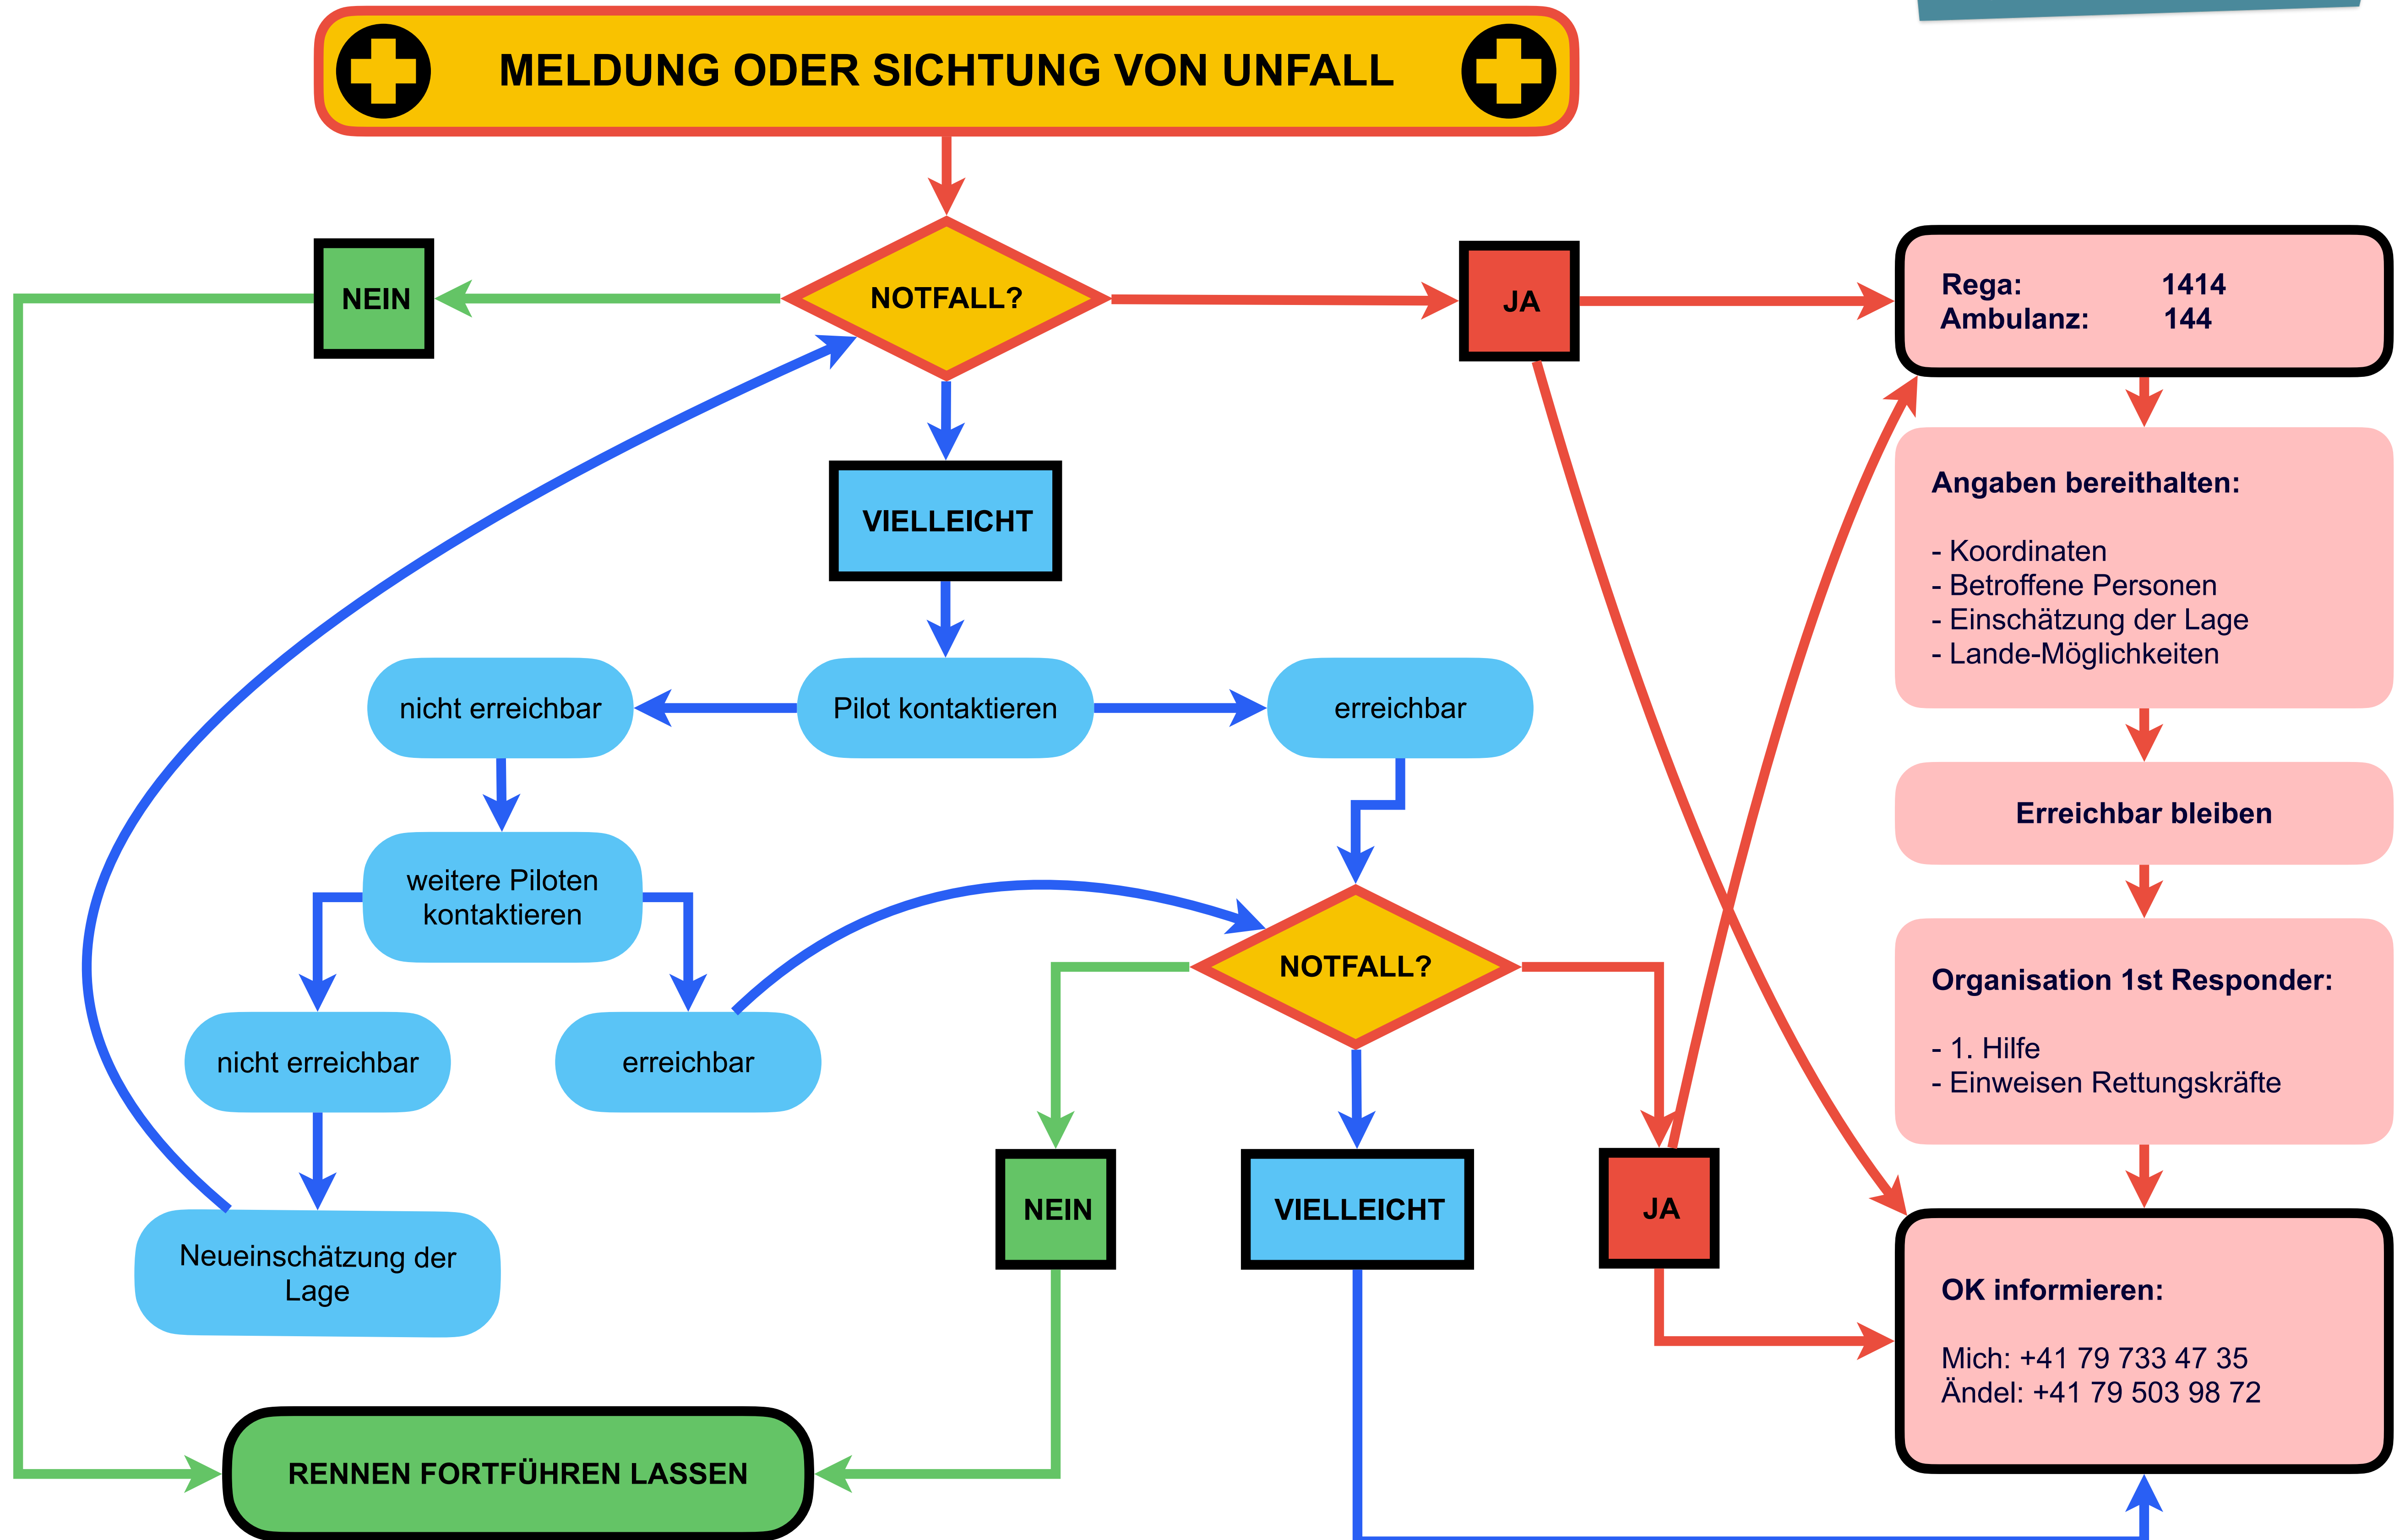 MELDUNG ODER SICHTUNG VON UNFALL
NEIN
NOTFALL?
JA
Rega: 1414
Ambulanz: 144
VIELLEICHT
Angaben bereithalten:
- Koordinaten
- Betroffene Personen
- Einschätzung der Lage
- Lande-Möglichkeiten
nicht erreichbar
Pilot kontaktieren
erreichbar
Erreichbar bleiben
weitere Piloten
kontaktieren
NOTFALL?
Organisation 1st Responder:
- 1. Hilfe
- Einweisen Rettungskräfte
nicht erreichbar
erreichbar
NEIN
VIELLEICHT
JA
Neueinschätzung der
Lage
OK informieren:
Mich: +41 79 733 47 35
Ändel: +41 79 503 98 72
RENNEN FORTFÜHREN LASSEN